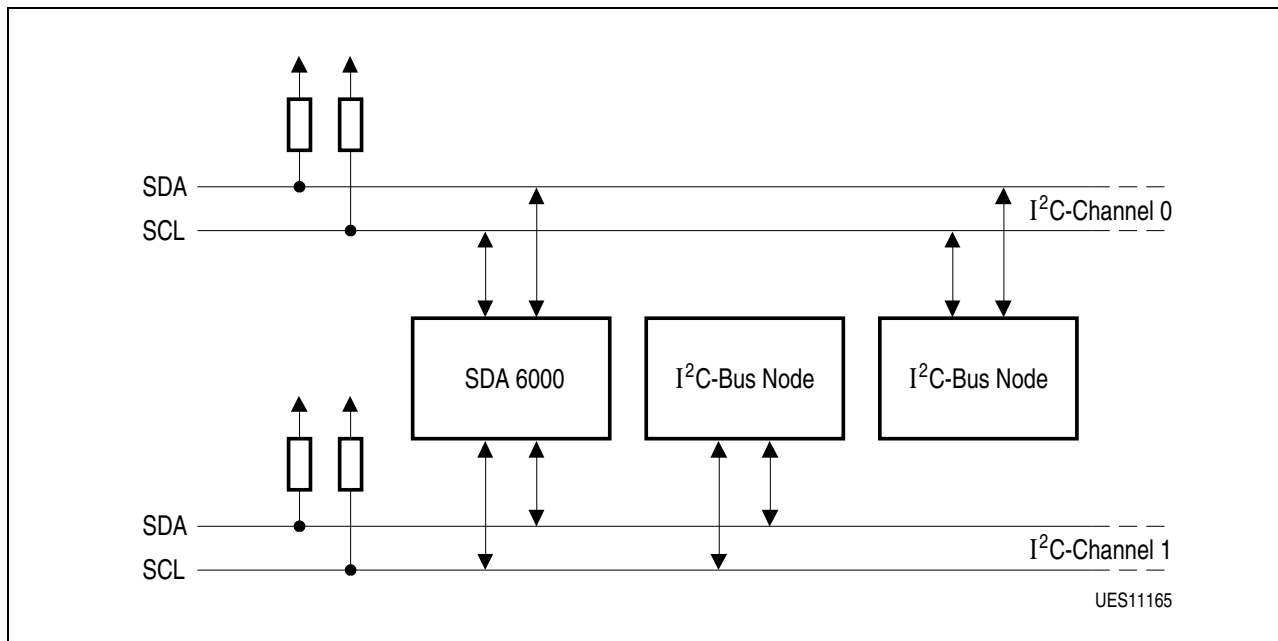 SDA
SCL
I²C-Channel 0
SDA 6000
I²C-Bus Node
I²C-Bus Node
SDA
SCL
I²C-Channel 1
UES11165